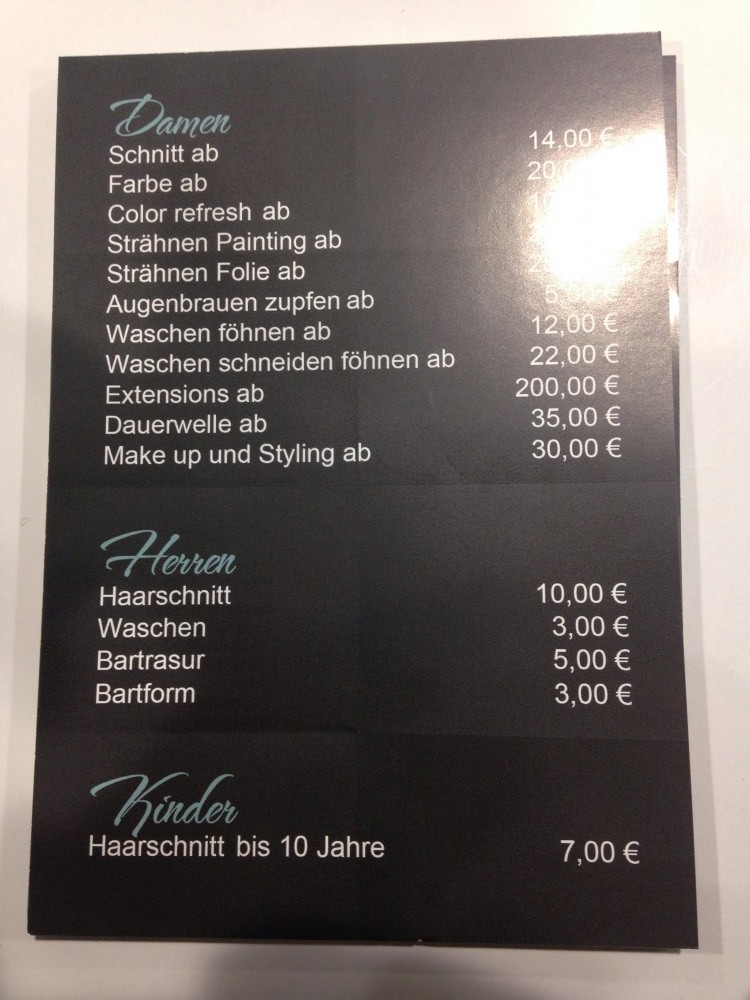 Damen
Schnitt ab 14,00 €
Farbe ab
Color refresh ab
Strähnen Painting ab
Strähnen Folie ab
Augenbrauen zupfen ab
Waschen föhnen ab 12,00 €
Waschen schneiden föhnen ab 22,00 €
Extensions ab 200,00 €
Dauerwelle ab 35,00 €
Make up und Styling ab 30,00 €
Herren
Haarschnitt 10,00 €
Waschen 3,00 €
Bartrasur 5,00 €
Bartform 3,00 €
Kinder
Haarschnitt bis 10 Jahre 7,00 €